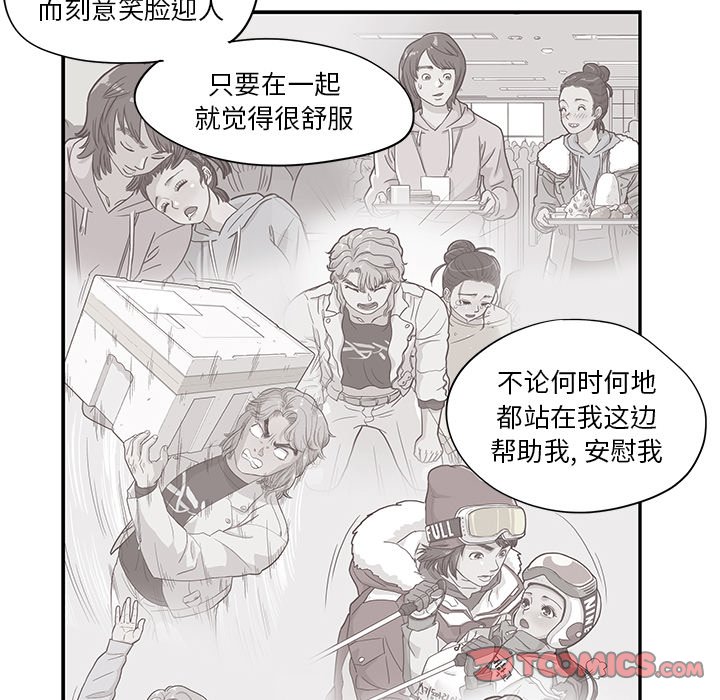 而刻意笑脸迎人
只要在一起
就觉得很舒服
不论何时何地
都站在我这边
帮助我, 安慰我
FULL
TOOMICS.COM